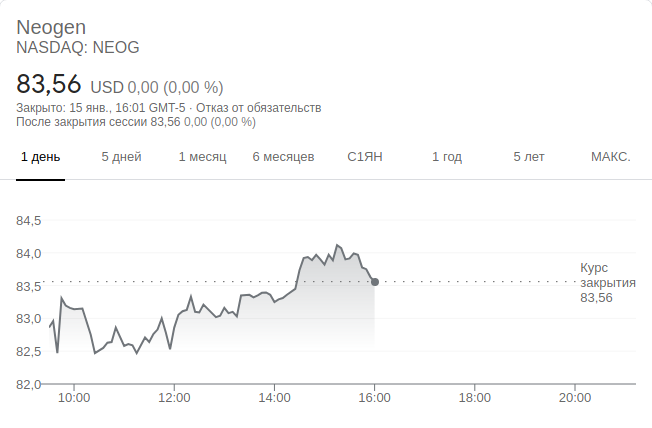 Neogen
NASDAQ: NEOG
83,56 USD 0,00 (0,00 %)
Закрыто: 15 янв., 16:01 GMT-5 · Отказ от обязательств
После закрытия сессии 83,56 0,00 (0,00 %)
1 день 5 дней 1 месяц 6 месяцев С1ЯН 1 год 5 лет МАКС.
84,5
84,0
Курс
83,5 закрытия
83,56
83,0
82,5
82,0
10:00 12:00 14:00 16:00 18:00 20:00